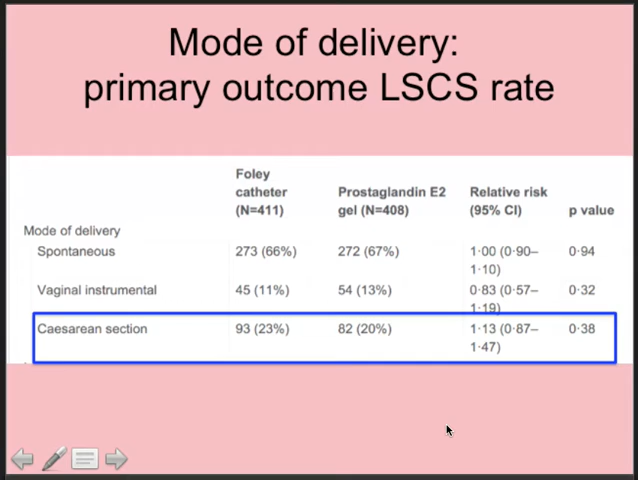 Mode of delivery:
primary outcome LSCS rate
Foley catheter (N=411) Prostaglandin E2 gel (N=408) Relative risk (95% CI) p value
Mode of delivery
Spontaneous 273 (66%) 272 (67%) 1·00 (0·90–1·10) 0·94
Vaginal instrumental 45 (11%) 54 (13%) 0·83 (0·57–1·19) 0·32
Caesarean section 93 (23%) 82 (20%) 1·13 (0·87–1·47) 0·38